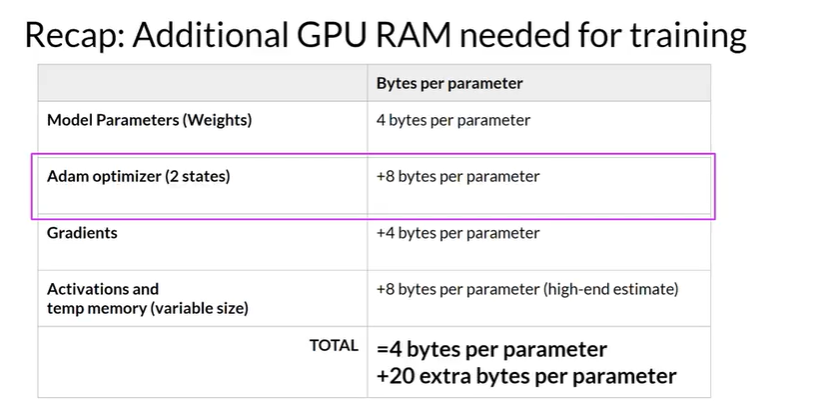 Recap: Additional GPU RAM needed for training
Bytes per parameter
Model Parameters (Weights) 4 bytes per parameter
Adam optimizer (2 states) +8 bytes per parameter
Gradients +4 bytes per parameter
Activations and +8 bytes per parameter (high-end estimate)
temp memory (variable size)
TOTAL =4 bytes per parameter
+20 extra bytes per parameter